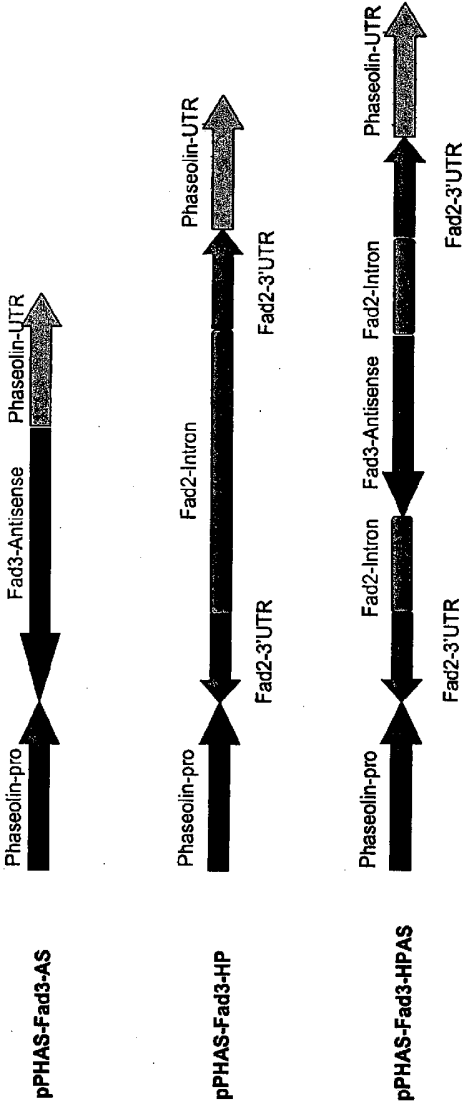 pPHAS-Fad3-AS
Phaseolin-pro
Fad3-Antisense
Phaseolin-UTR
pPHAS-Fad3-HP
Phaseolin-pro
Fad2-3'UTR
Fad2-Intron
Fad2-3'UTR
Phaseolin-UTR
pPHAS-Fad3-HPAS
Phaseolin-pro
Fad2-3'UTR
Fad2-Intron
Fad3-Antisense
Fad2-Intron
Fad2-3'UTR
Phaseolin-UTR